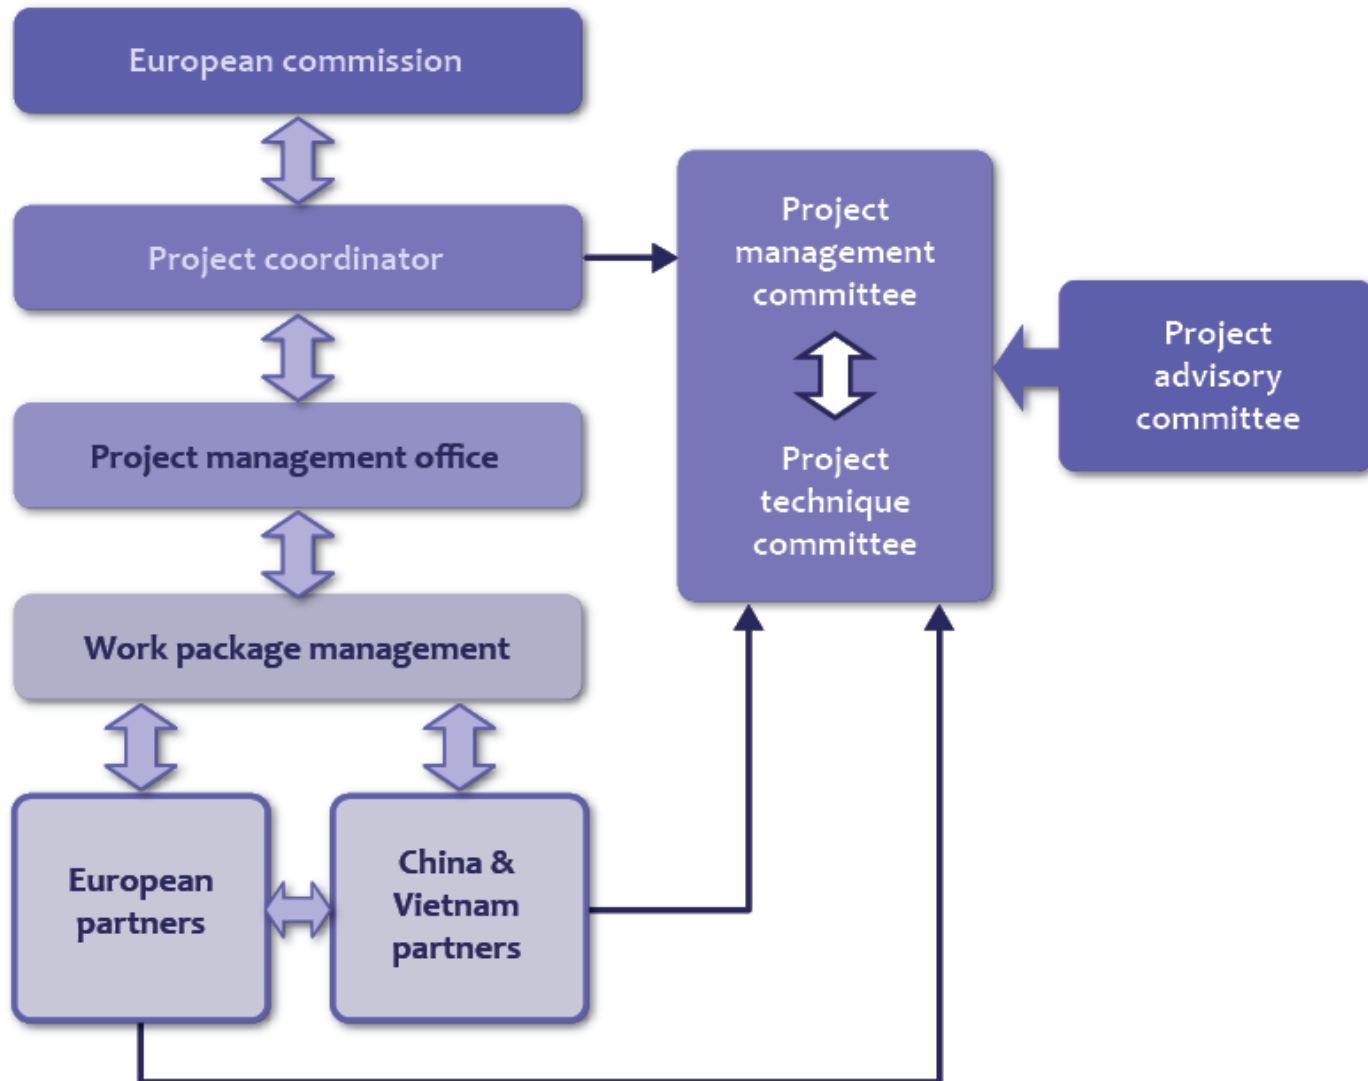 European commission
Project coordinator
Project management office
Work package management
European
partners
China &
Vietnam
partners
Project
management
committee
Project
technique
committee
Project
advisory
committee